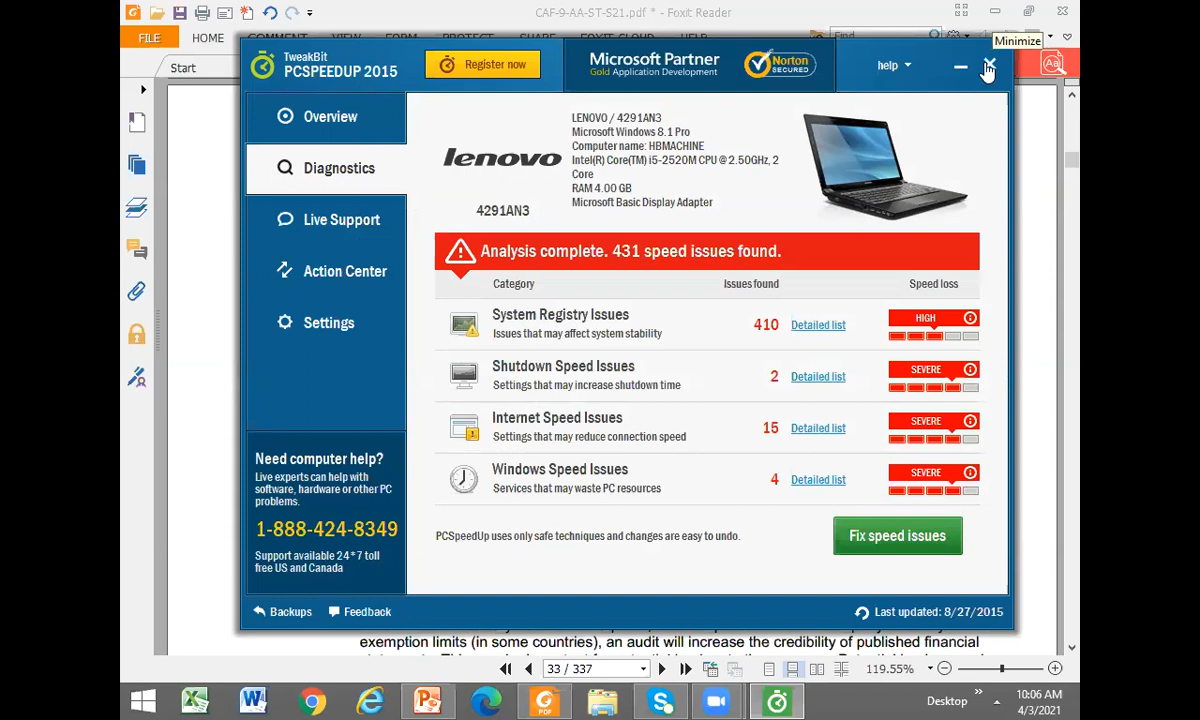 CAF-9-AA-ST-S21.pdf * - Foxit Reader
FILE
HOME
COMMENT
VIEW
FORM
PROTECT
SHARE
FOXIT CLOUD
HELP
Find
Minimize
Start
TweakBit
PCSPEEDUP 2015
Register now
Microsoft Partner
Gold Application Development
Norton
SECURED
help
Overview
Diagnostics
Live Support
Action Center
Settings
Need computer help?
Live experts can help with
software, hardware or other PC
problems.
1-888-424-8349
Support available 24*7 toll
free US and Canada
lenovo
4291AN3
LENOVO / 4291AN3
Microsoft Windows 8.1 Pro
Computer name: HBMACHINE
Intel(R) Core(TM) i5-2520M CPU @ 2.50GHz, 2
Core
RAM 4.00 GB
Microsoft Basic Display Adapter
Analysis complete. 431 speed issues found.
Category
Issues found
Speed loss
System Registry Issues
Issues that may affect system stability
410
Detailed list
HIGH
Shutdown Speed Issues
Settings that may increase shutdown time
2
Detailed list
SEVERE
Internet Speed Issues
Settings that may reduce connection speed
15
Detailed list
SEVERE
Windows Speed Issues
Services that may waste PC resources
4
Detailed list
SEVERE
PCSpeedUp uses only safe techniques and changes are easy to undo.
Fix speed issues
Backups
Feedback
Last updated: 8/27/2015
exemption limits (in some countries), an audit will increase the credibility of published financial
33 / 337
119.55%
PDF
Desktop
10:06 AM
4/3/2021